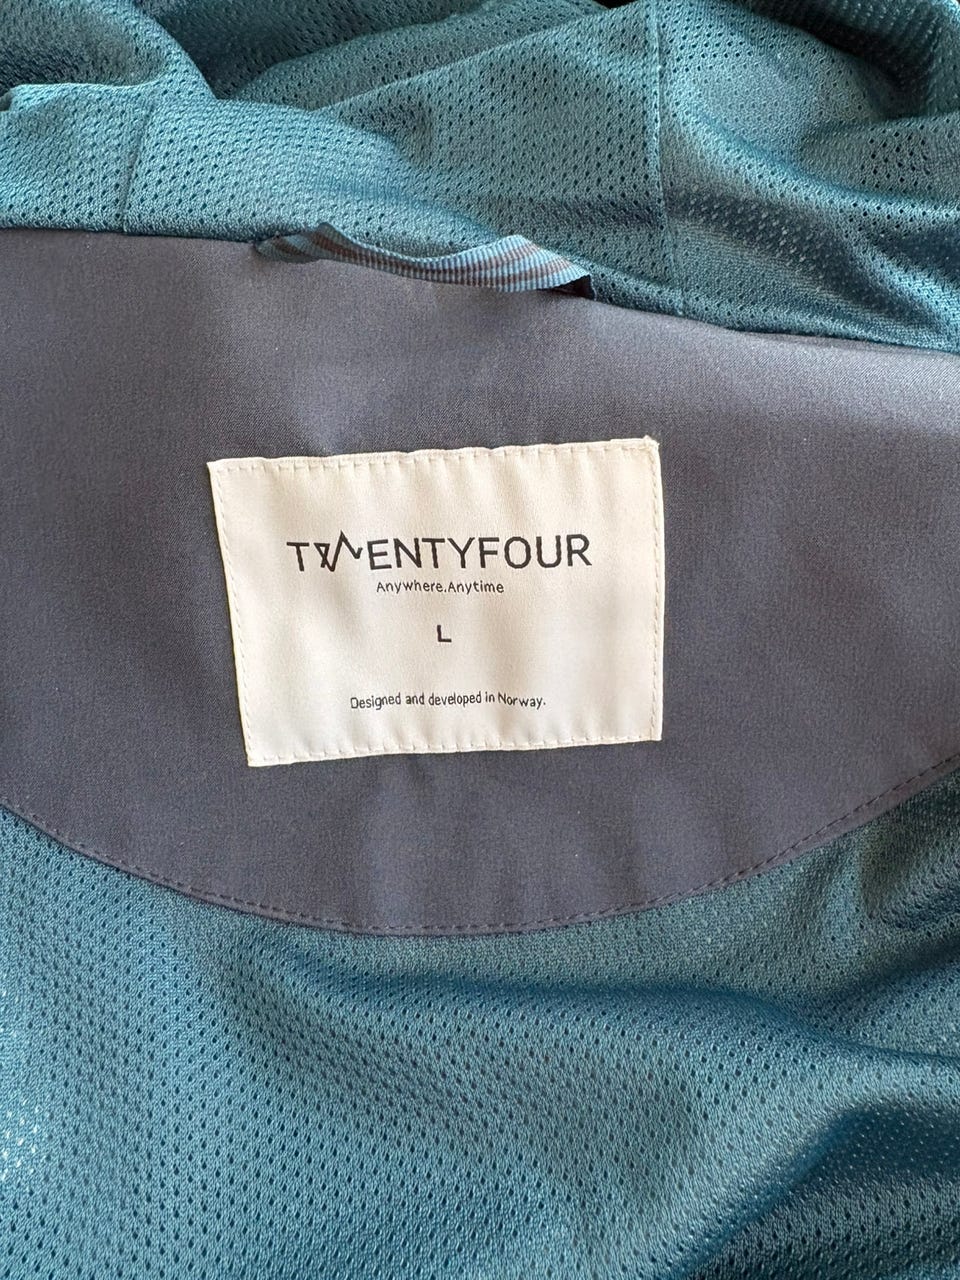 TWENTYFOUR
Anywhere.Anytime
L
Designed and developed in Norway.